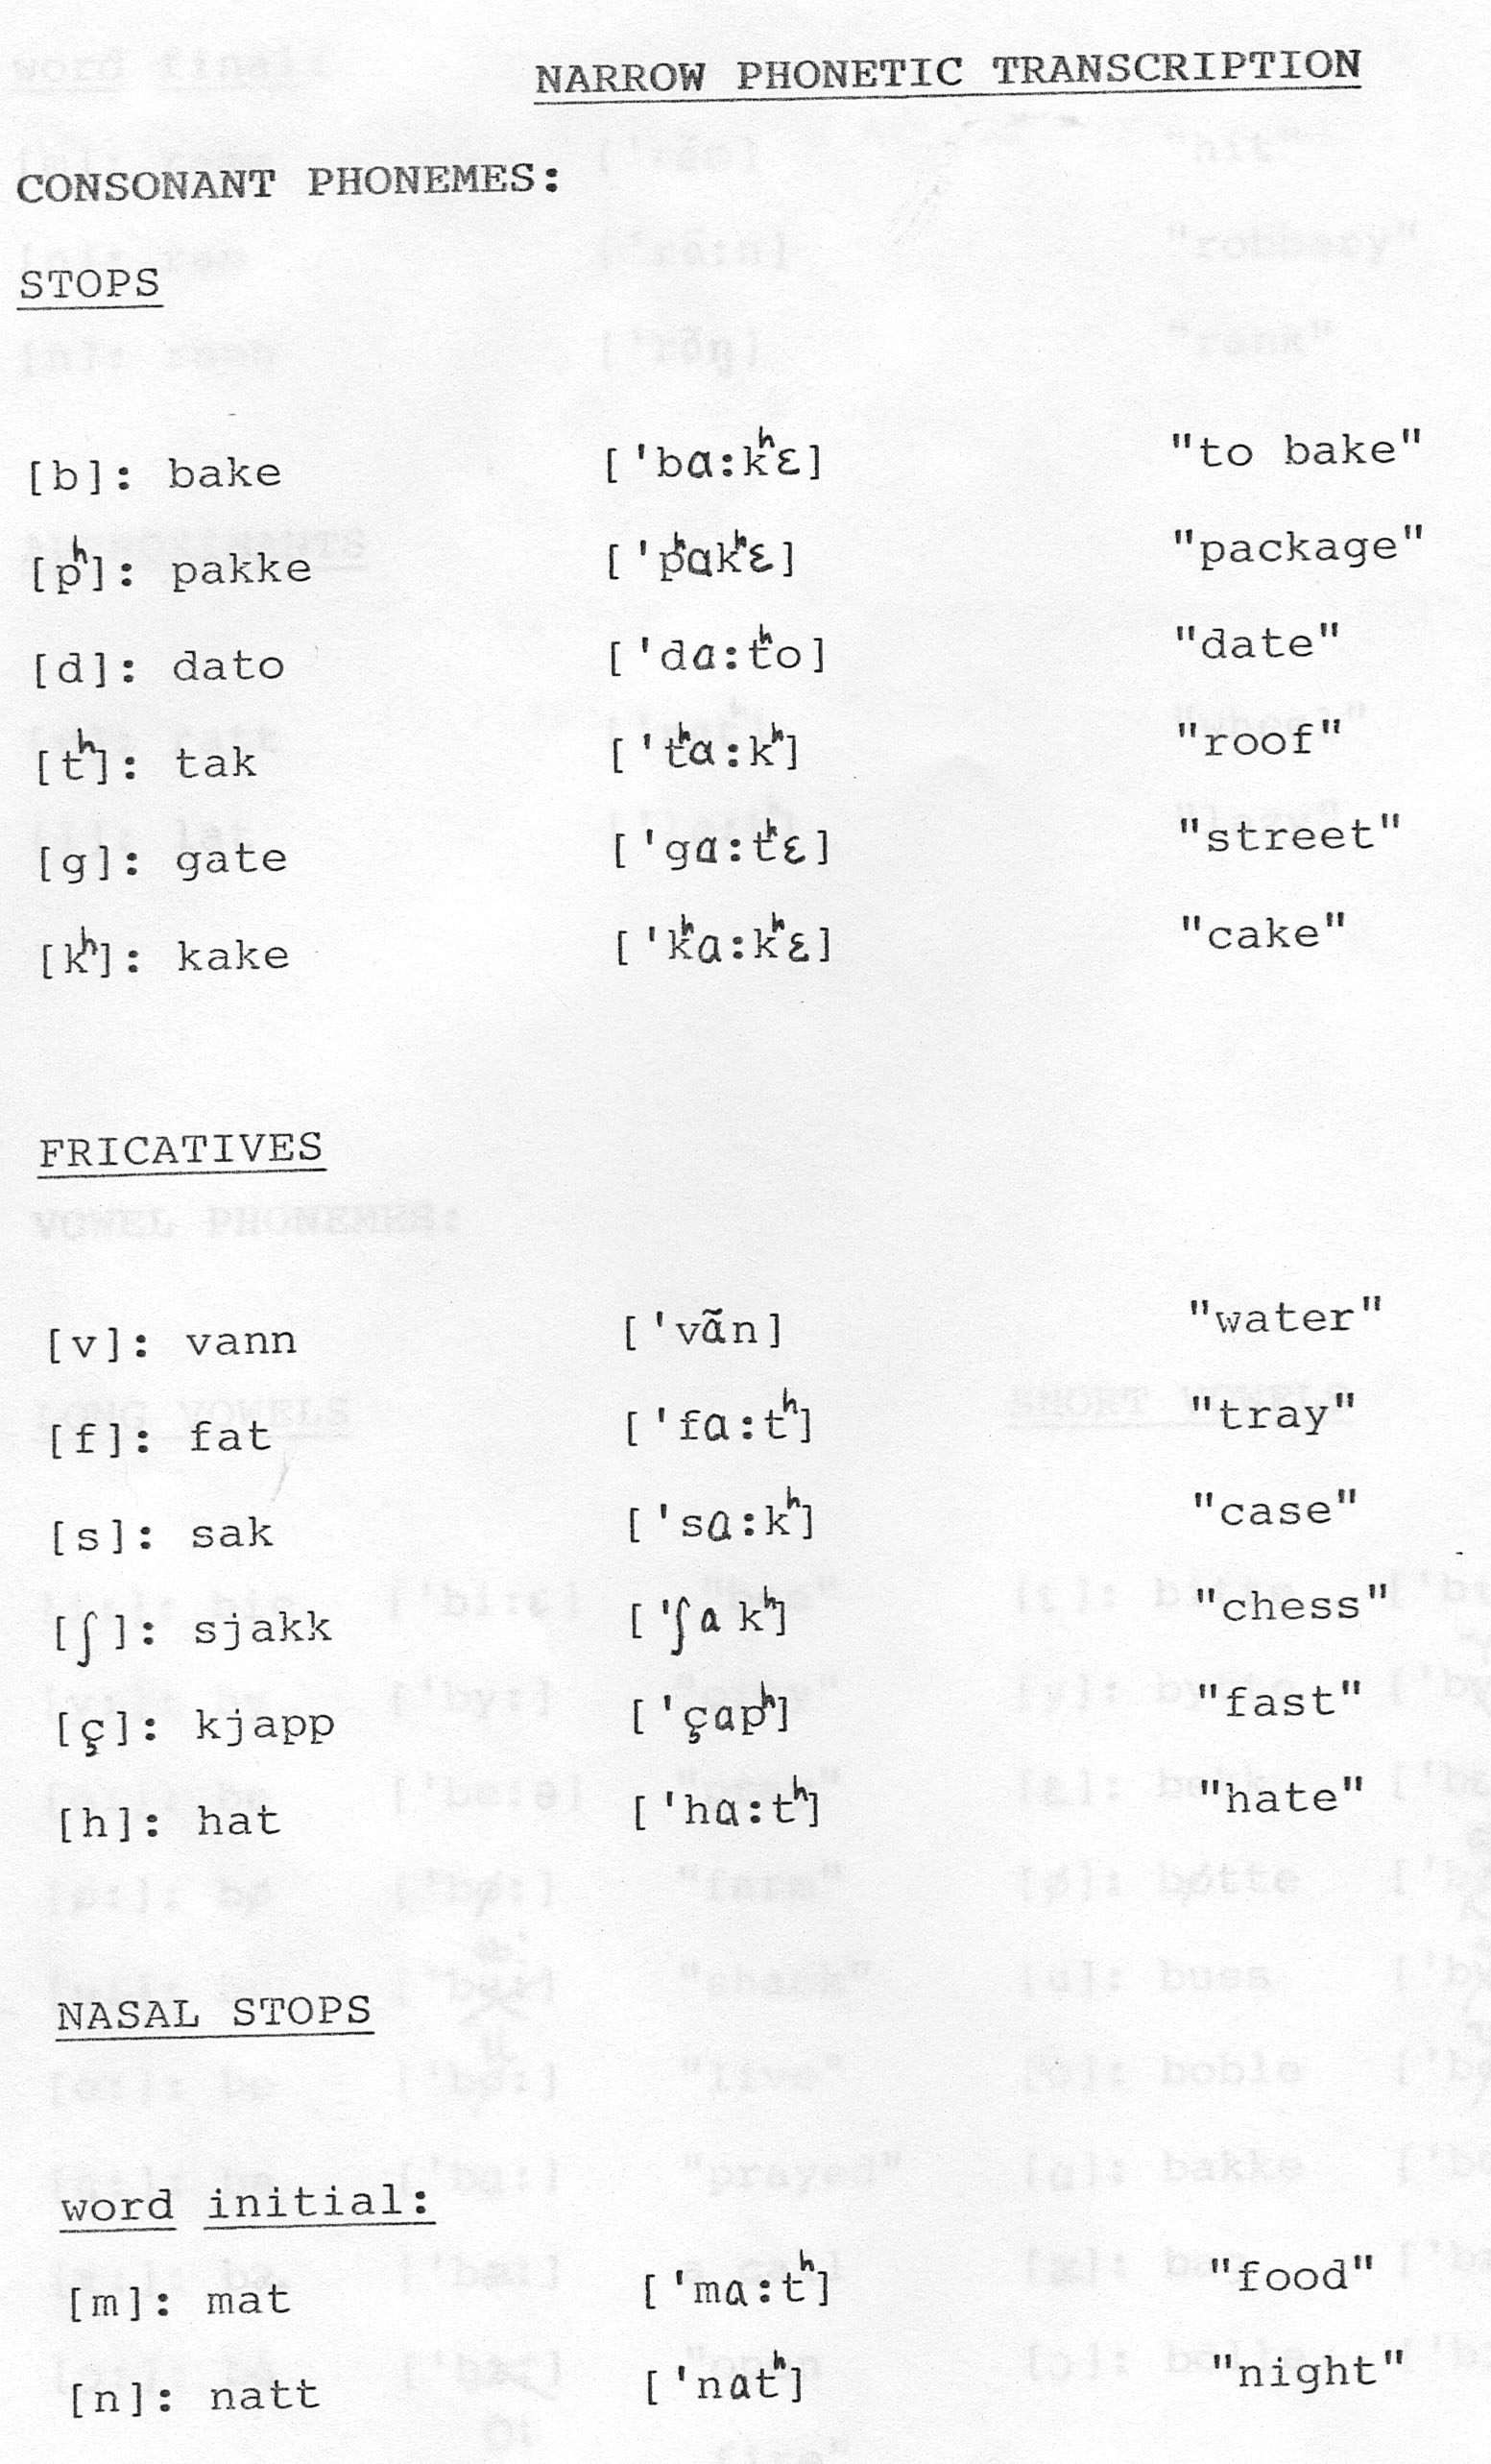 NARROW PHONETIC TRANSCRIPTION
CONSONANT PHONEMES:
STOPS
[b]: bake ['bɑ:kʰɛ] "to bake"
[pʰ]: pakke ['pʰɑkʰɛ] "package"
[d]: dato ['dɑ:tʰo] "date"
[tʰ]: tak ['tʰɑ:kʰ] "roof"
[g]: gate ['gɑ:tʰɛ] "street"
[kʰ]: kake ['kʰɑ:kʰɛ] "cake"
FRICATIVES
[v]: vann ['vɑ̃n] "water"
[f]: fat ['fɑ:tʰ] "tray"
[s]: sak ['sɑ:kʰ] "case"
[ʃ]: sjakk ['ʃɑ kʰ] "chess"
[ç]: kjapp ['çɑpʰ] "fast"
[h]: hat ['hɑ:tʰ] "hate"
NASAL STOPS
word initial:
[m]: mat ['mɑ:tʰ] "food"
[n]: natt ['nɑtʰ] "night"